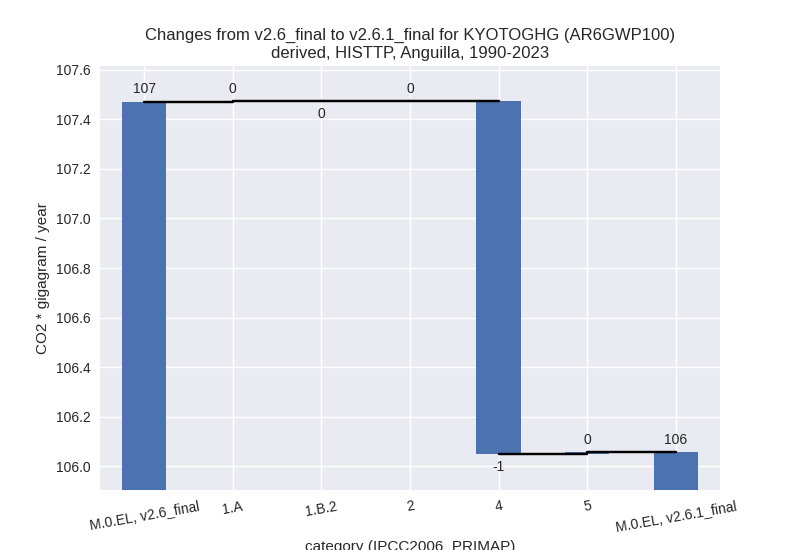 Changes from v2.6_final to v2.6.1_final for KYOTOGHG (AR6GWP100)
derived, HISTTP, Anguilla, 1990-2023
107.6
107.4
107.2
107.0
106.8
106.6
106.4
106.2
106.0
CO2 * gigagram / year
107
0
0
0
-1
0
106
M.0.EL, v2.6_final
1.A
1.B.2
2
4
5
M.0.EL, v2.6.1_final
category (IPCC2006_PRIMAP)